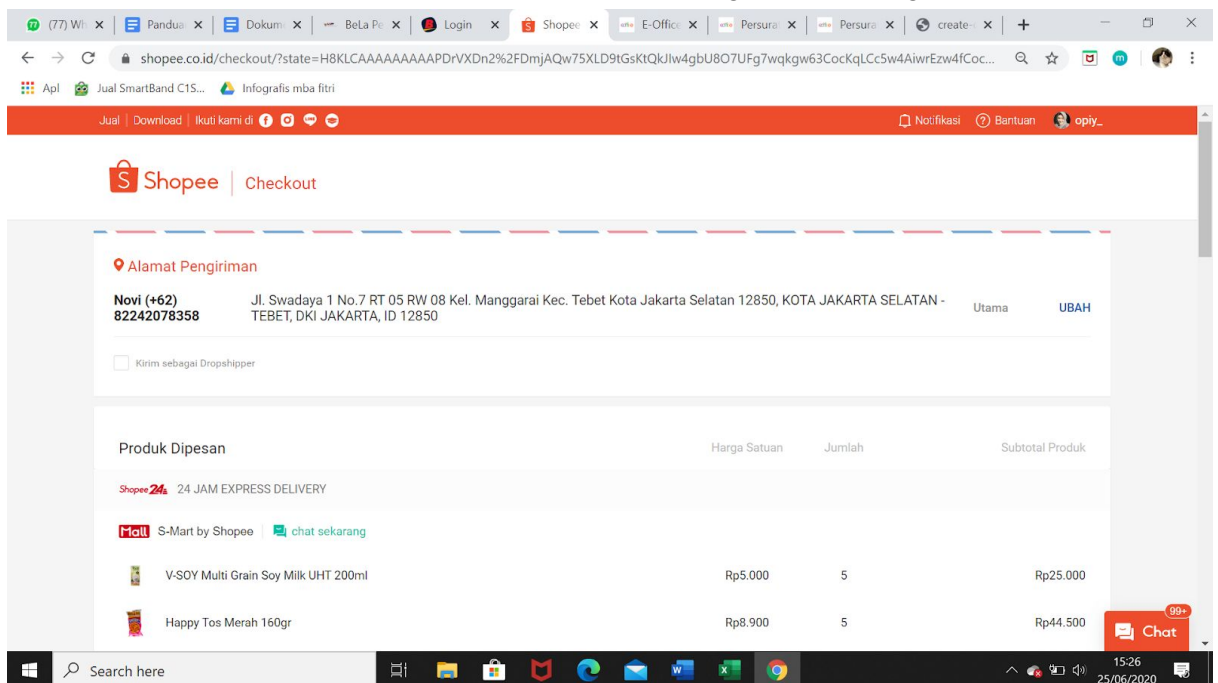 (77) Wh
Pandua
Dokum
BeLa Pe
Login
Shopee
E-Office
Persura
Persura
create-
shopee.co.id/checkout/?state=H8KLCAAAAAAAAAPDrVXDn2%2FDmjAQw75XLD9tGsKtQkJIw4gbU8O7UFg7wqkgw63CocKqLCc5w4AiwrEzw4fCoc...
Apl
Jual SmartBand C1S...
Infografis mba fitri
Jual | Download | Ikuti kami di
Notifikasi
Bantuan
opiy_
Shopee | Checkout
Alamat Pengiriman
Novi (+62) 82242078358
Jl. Swadaya 1 No.7 RT 05 RW 08 Kel. Manggarai Kec. Tebet Kota Jakarta Selatan 12850, KOTA JAKARTA SELATAN -
TEBET, DKI JAKARTA, ID 12850
Utama
UBAH
Kirim sebagai Dropshipper
Produk Dipesan Harga Satuan Jumlah Subtotal Produk
Shopee24 24 JAM EXPRESS DELIVERY
Mall S-Mart by Shopee chat sekarang
V-SOY Multi Grain Soy Milk UHT 200ml Rp5.000 5 Rp25.000
Happy Tos Merah 160gr Rp8.900 5 Rp44.500
99+
Chat
Search here
15:26
25/06/2020